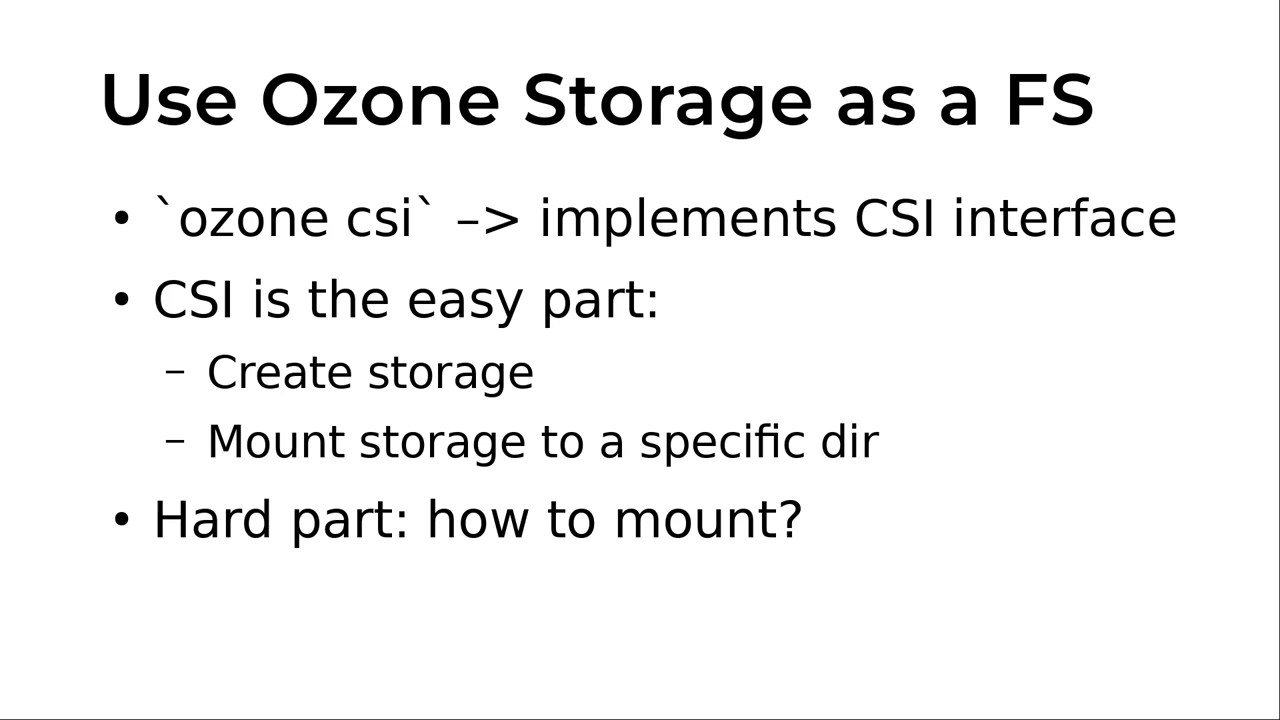 Use Ozone Storage as a FS
• `ozone csi` –> implements CSI interface
• CSI is the easy part:
– Create storage
– Mount storage to a specific dir
• Hard part: how to mount?